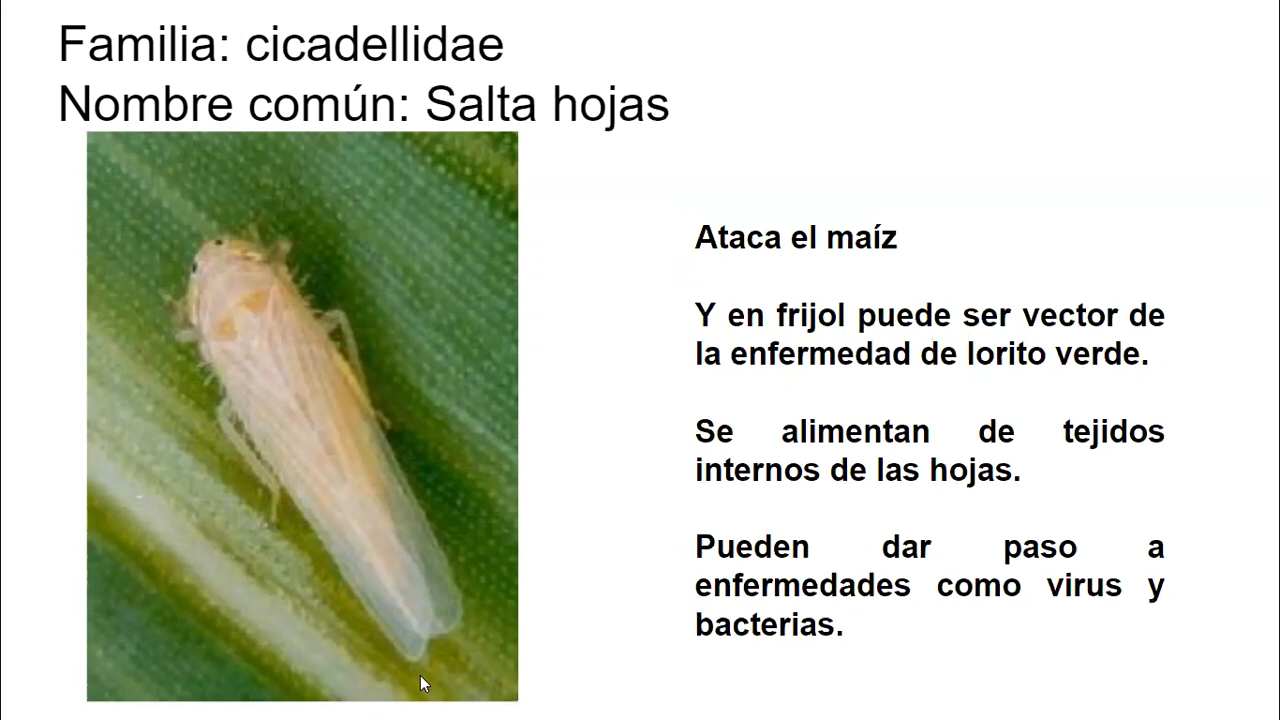 Familia: cicadellidae
Nombre común: Salta hojas
Ataca el maíz
Y en frijol puede ser vector de
la enfermedad de lorito verde.
Se alimentan de tejidos
internos de las hojas.
Pueden dar paso a
enfermedades como virus y
bacterias.